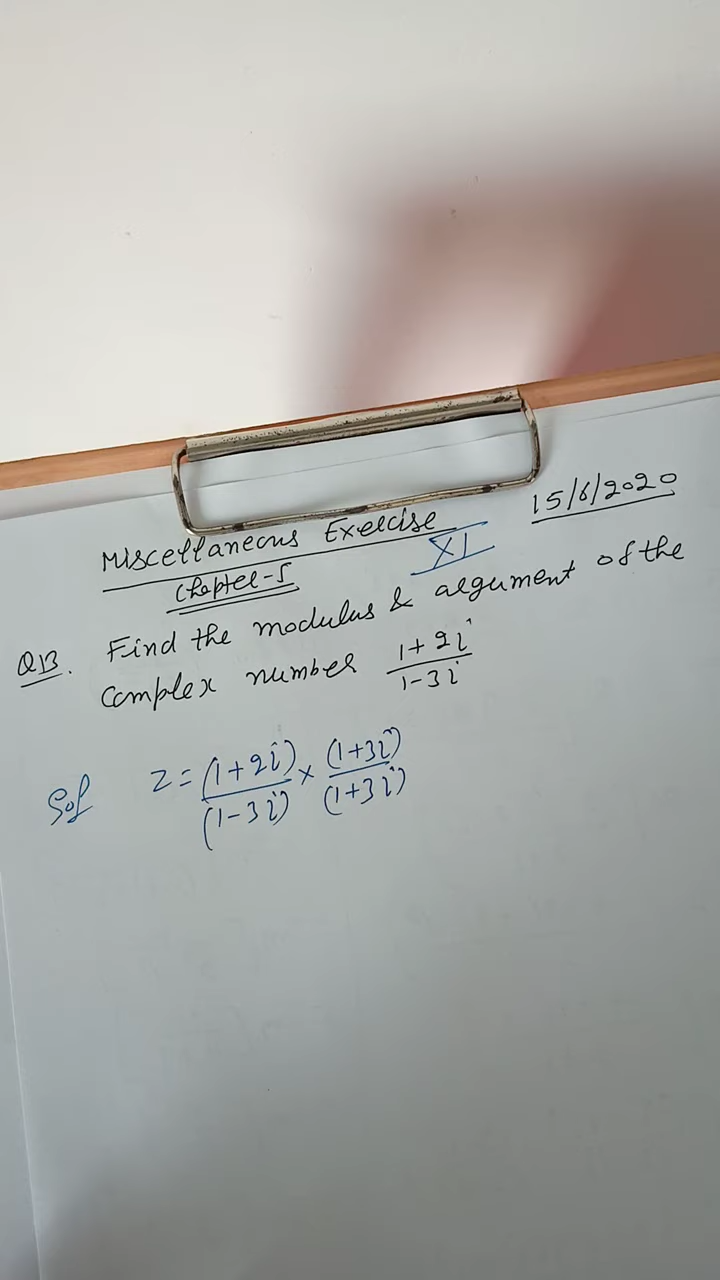 Miscellaneous Exercise
15/6/2020
Chapter-5
XI
Q13. Find the modulus & argument of the
complex number (1+2i)/(1-3i)
Sol z = (1+2i)/(1-3i) × (1+3i)/(1+3i)